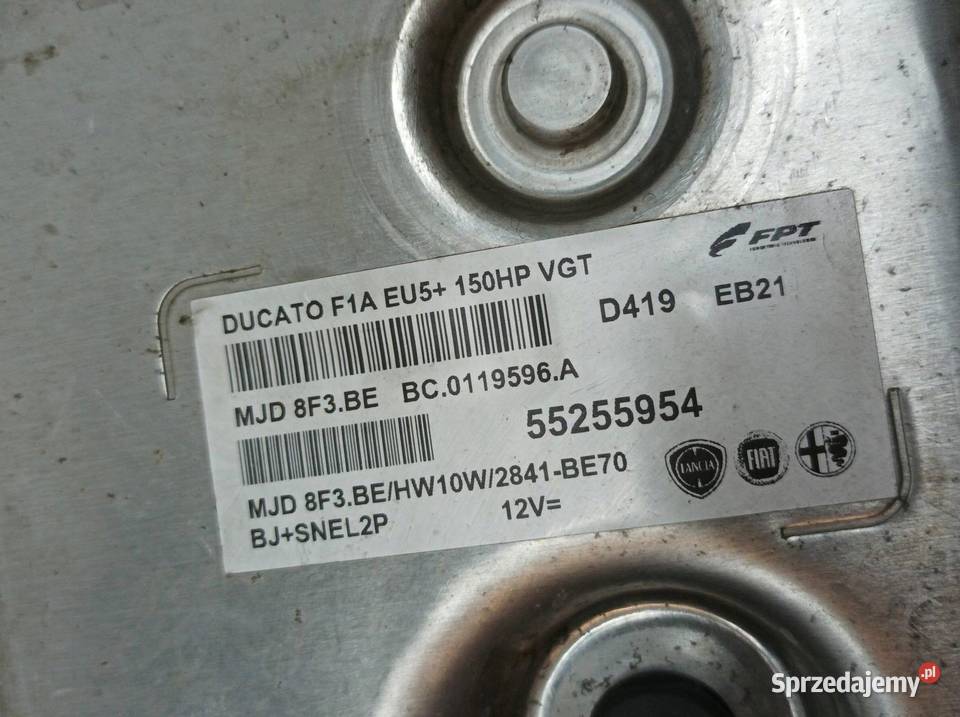 FPT
DUCATO F1A EU5+ 150HP VGT
D419 EB21
MJD 8F3.BE BC.0119596.A
55255954
MJD 8F3.BE/HW10W/2841-BE70
BJ+SNEL2P 12V=
LANCIA
FIAT
Sprzedajemy.pl